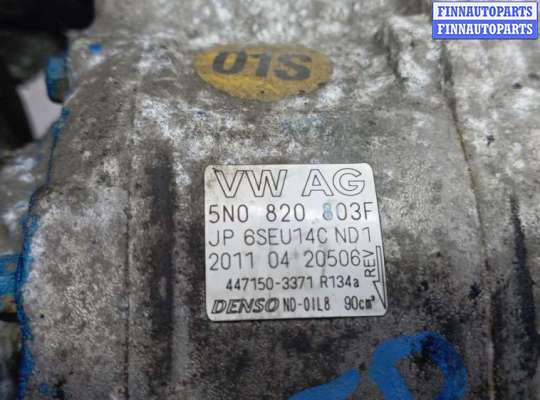 FINNAUTOPARTS
FINNAUTOPARTS
01S
VW AG
5N0 820 803F
JP 6SEU14C ND1
2011 04 20506
REV
447150-3371 R134a
DENSO ND-OIL8 90cm³